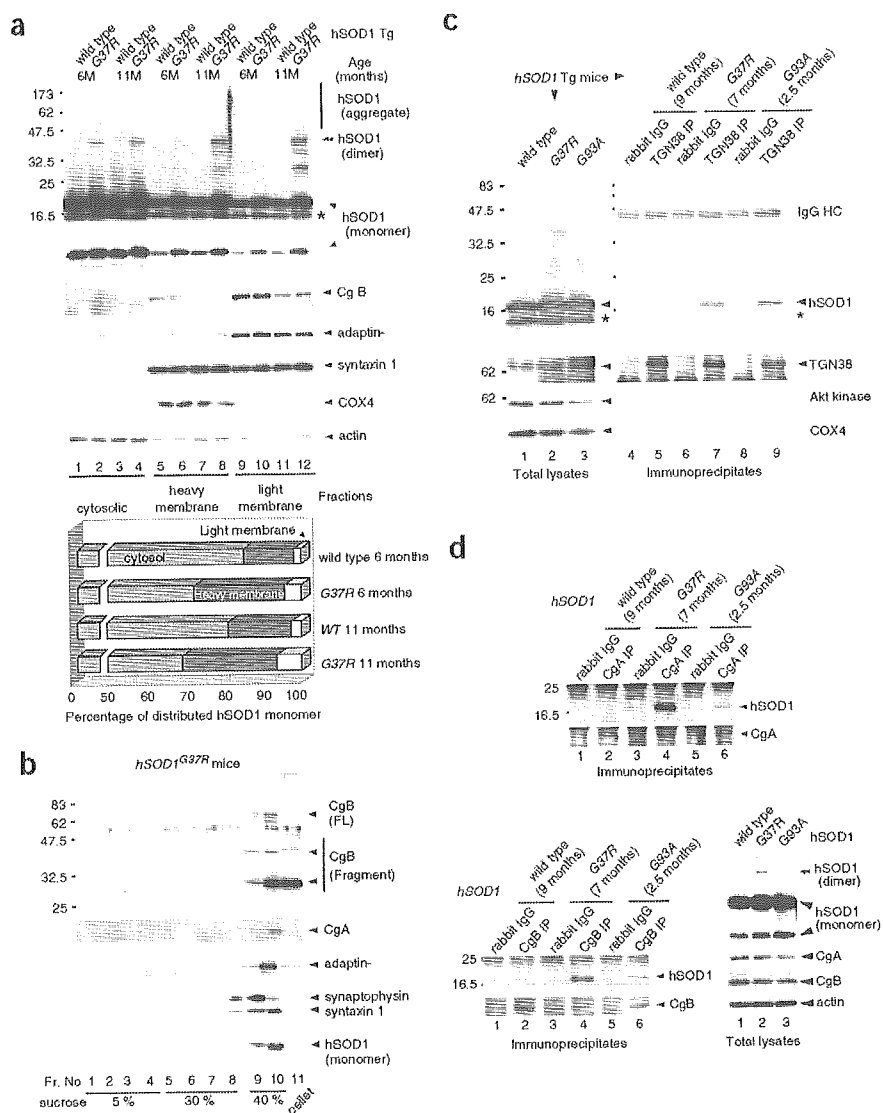 a
wild type
G37R
wild type
G37R
wild type
G37R
wild type
G37R
wild type
G37R
wild type
G37R
hSOD1 Tg
6M 11M 6M 11M 6M 11M
Age
(months)
173
62
47.5
32.5
25
16.5
hSOD1
(aggregate)
hSOD1
(dimer)
*
hSOD1
(monomer)
Cg B
adaptin-
syntaxin 1
COX4
actin
1 2 3 4 5 6 7 8 9 10 11 12
cytosolic
heavy
membrane
light
membrane
Fractions
Light membrane
cytosol
Heavy membrane
wild type 6 months
G37R 6 months
WT 11 months
G37R 11 months
0 50 60 70 80 90 100
Percentage of distributed hSOD1 monomer
b
hSOD1G37R mice
83
62
47.5
32.5
25
CgB
(FL)
CgB
(Fragment)
CgA
adaptin-
synaptophysin
syntaxin 1
hSOD1
(monomer)
Fr. No 1 2 3 4 5 6 7 8 9 10 11
sucrose 5 % 30 % 40 % pellet
c
hSOD1 Tg mice
wild type
G37R
G93A
wild type
(9 months)
G37R
(7 months)
G93A
(2.5 months)
rabbit IgG
TGN38 IP
rabbit IgG
TGN38 IP
rabbit IgG
TGN38 IP
83
47.5
32.5
25
16
62
62
IgG HC
hSOD1
*
*
TGN38
Akt kinase
COX4
1 2 3 4 5 6 7 8 9
Total lysates
Immunoprecipitates
d
hSOD1
wild type
(9 months)
G37R
(7 months)
G93A
(2.5 months)
rabbit IgG
CgA IP
rabbit IgG
CgA IP
rabbit IgG
CgA IP
25
16.5
hSOD1
CgA
1 2 3 4 5 6
Immunoprecipitates
hSOD1
wild type
(9 months)
G37R
(7 months)
G93A
(2.5 months)
rabbit IgG
CgB IP
rabbit IgG
CgB IP
rabbit IgG
CgB IP
25
16.5
hSOD1
CgB
1 2 3 4 5 6
Immunoprecipitates
wild type
G37R
G93A
hSOD1
hSOD1
(dimer)
hSOD1
(monomer)
CgA
CgB
actin
1 2 3
Total lysates